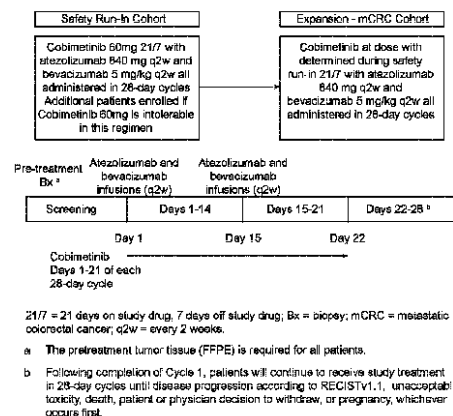 Safety Run-In Cohort
Cobimetinib 60mg 21/7 with
atezolizumab 840 mg
q2w and
bevacizumab 5 mg/kg q2w all
administered in 28-day cycles
Additional patients enrolled if
Cobimetinib 60mg is intolerable
in this regimen
Expansion - mCRC Cohort
Cobimetinib at dose with
determined during safety
run-in 21/7 with atezolizumab
840 mg q2w and
bevacizumab 5 mg/kg q2w all
administered in 28-day cycles
Pre-treatment
Bx a
Atezolizumab and
bevacizumab
infusions (q2w)
Atezolizumab and
bevacizumab
infusions (q2w)
Screening
Days 1-14
Days 15-21
Days 22-28 b
Day 1
Day 15
Day 22
Cobimetinib
Days 1-21 of each
28-day cycle
21/7 = 21 days on study drug, 7 days off study drug; Bx = biopsy; mCRC = metastatic
colorectal cancer; q2w = every 2 weeks.
a The pretreatment tumor tissue (FFPE) is required for all patients.
b Following completion of Cycle 1, patients will continue to receive study treatment
in 28-day cycles until disease progression according to RECISTv1.1, unacceptabl
toxicity, death, patient or physician decision to withdraw, or pregnancy, whichever
occurs first.